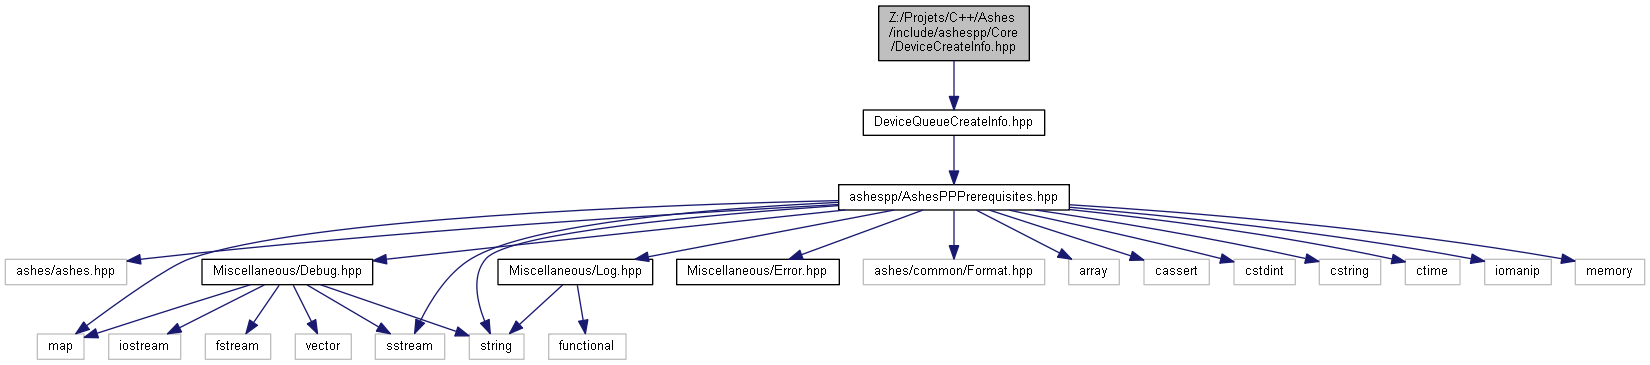 Z:/Projets/C++/Ashes
/include/ashespp/Core
/DeviceCreateInfo.hpp
DeviceQueueCreateInfo.hpp
ashespp/AshesPPPrerequisites.hpp
ashes/ashes.hpp
Miscellaneous/Debug.hpp
Miscellaneous/Log.hpp
Miscellaneous/Error.hpp
ashes/common/Format.hpp
array
cassert
cstdint
cstring
ctime
iomanip
memory
map
iostream
fstream
vector
sstream
string
functional